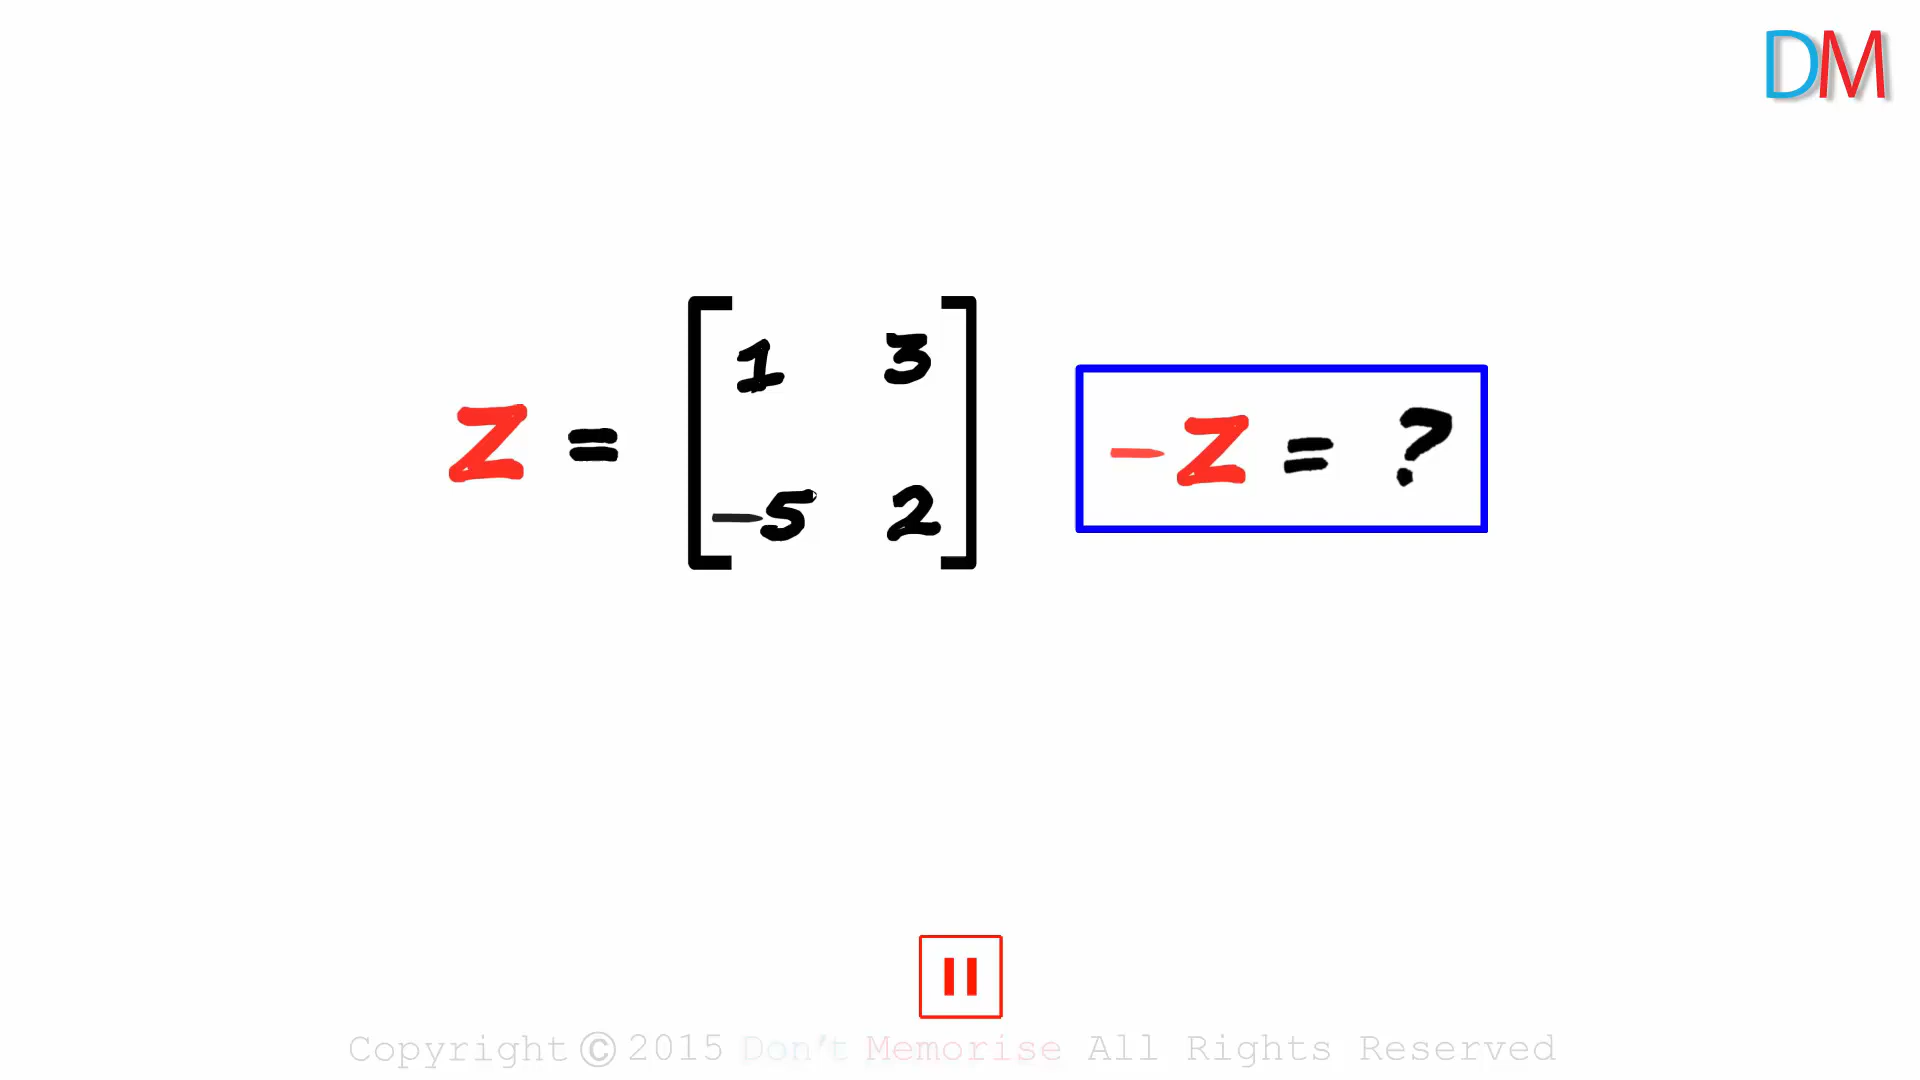 DM
Z = [ 1 3
-5 2 ]
-Z = ?
Copyright © 2015 Don't Memorise All Rights Reserved